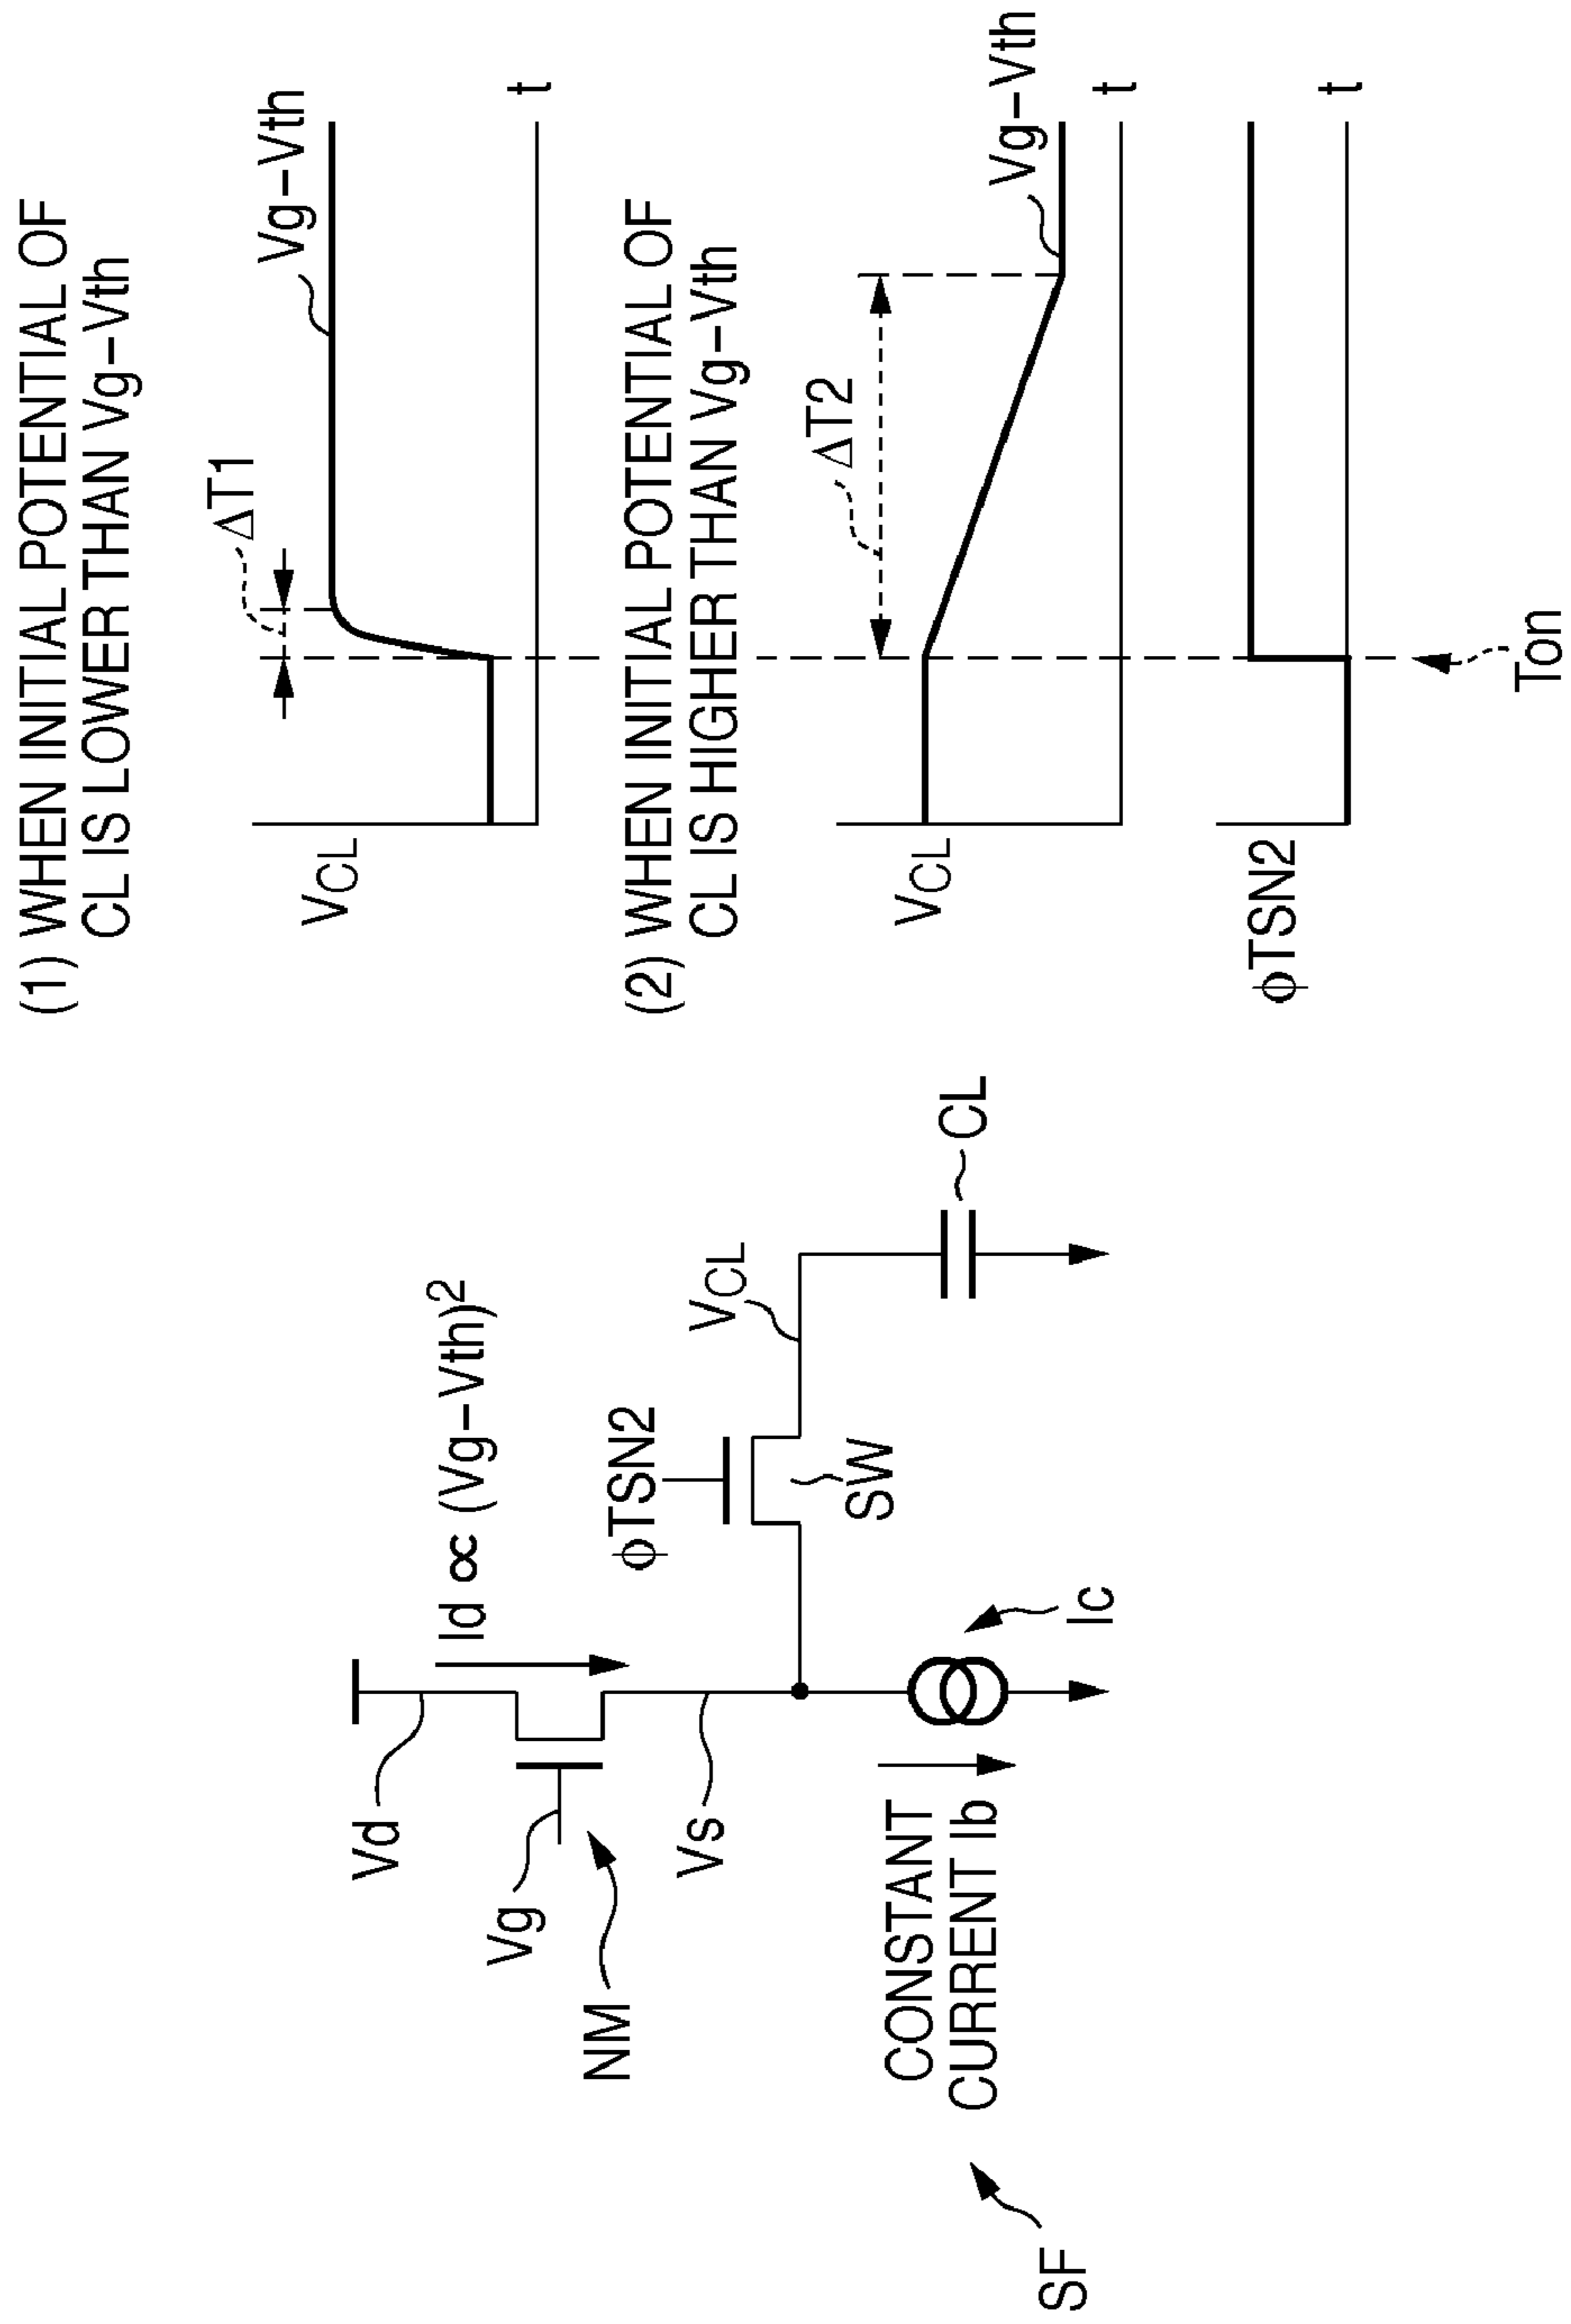 Vd
Vg
NM
Id ∝ (Vg−Vth)²
Vs
φTSN2
SW
VCL
CL
CONSTANT
CURRENT Ib
Ic
SF
(1) WHEN INITIAL POTENTIAL OF
CL IS LOWER THAN Vg−Vth
ΔT1
Vg−Vth
VCL
t
(2) WHEN INITIAL POTENTIAL OF
CL IS HIGHER THAN Vg−Vth
ΔT2
Vg−Vth
VCL
t
φTSN2
t
Ton